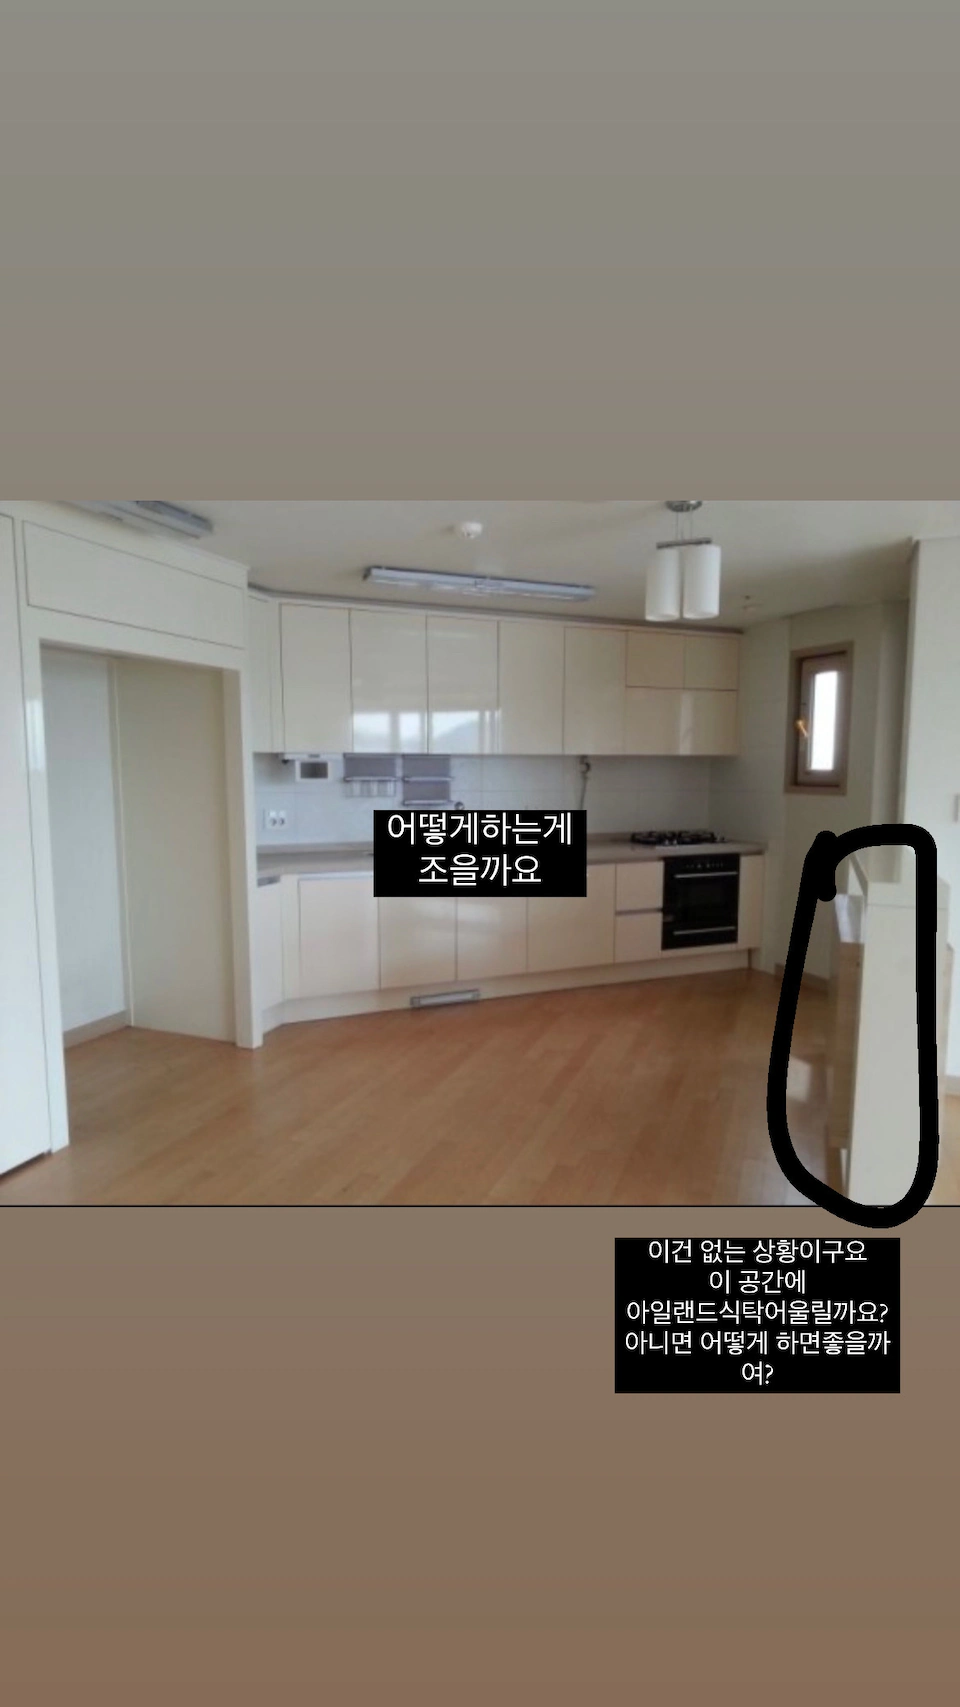 어떻게하는게
조을까요
이건 없는 상황이구요
이 공간에
아일랜드식탁어울릴까요?
아니면 어떻게 하면좋을까
여?